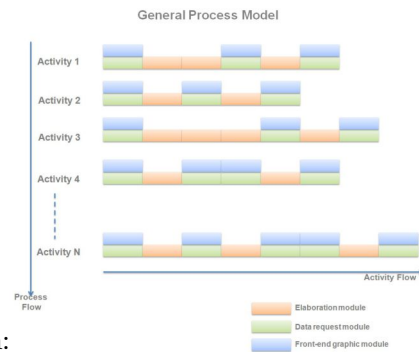 General Process Model
Activity 1
Activity 2
Activity 3
Activity 4
Activity N
Activity Flow
Process
Flow
Elaboration module
Data request module
Front-end graphic module